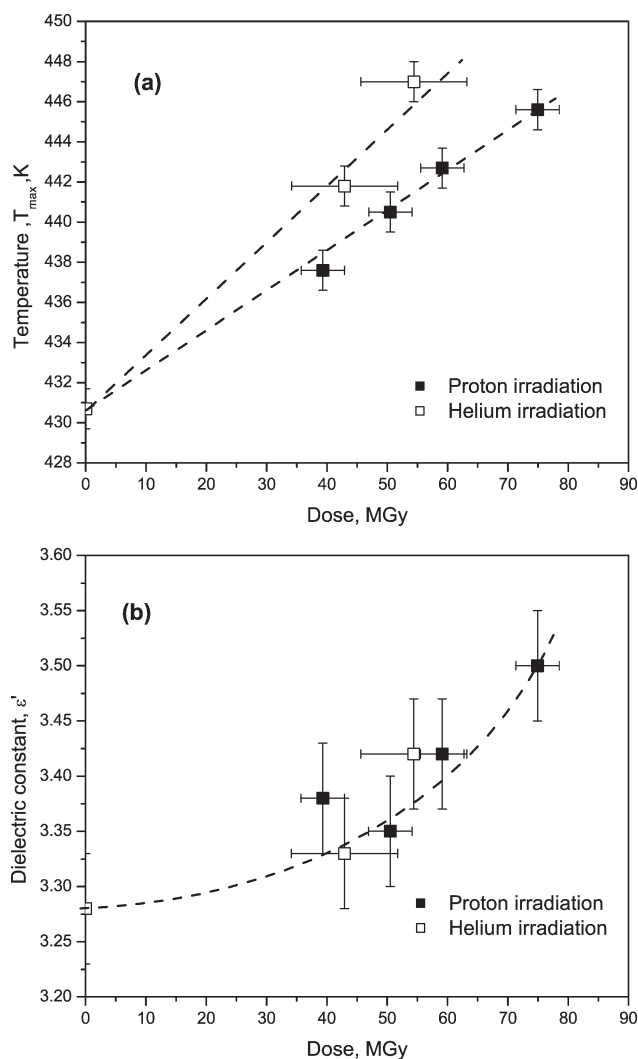 (a)
448
446
444
442
440
438
436
434
432
430
428
Temperature ,Tmax ,K
Proton irradiation
Helium irradiation
0 10 20 30 40 50 60 70 80 90
Dose, MGy
(b)
3.60
3.55
3.50
3.45
3.40
3.35
3.30
3.25
3.20
Dielectric constant, ε'
Proton irradiation
Helium irradiation
0 10 20 30 40 50 60 70 80 90
Dose, MGy